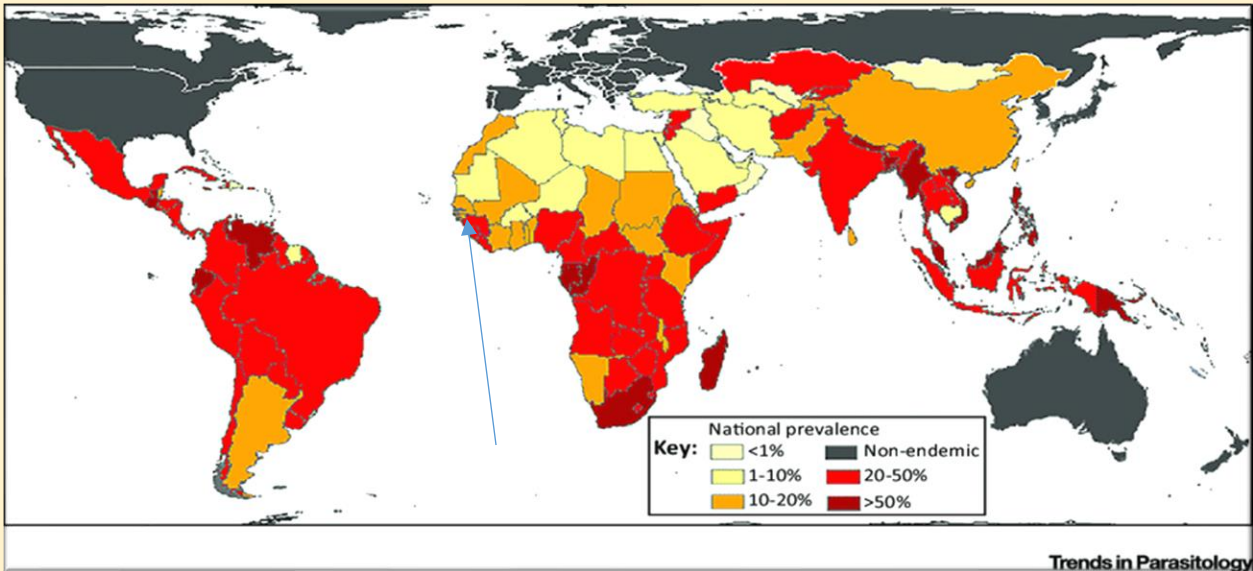 National prevalence
Key:
<1% Non-endemic
1-10% 20-50%
10-20% >50%
Trends in Parasitology